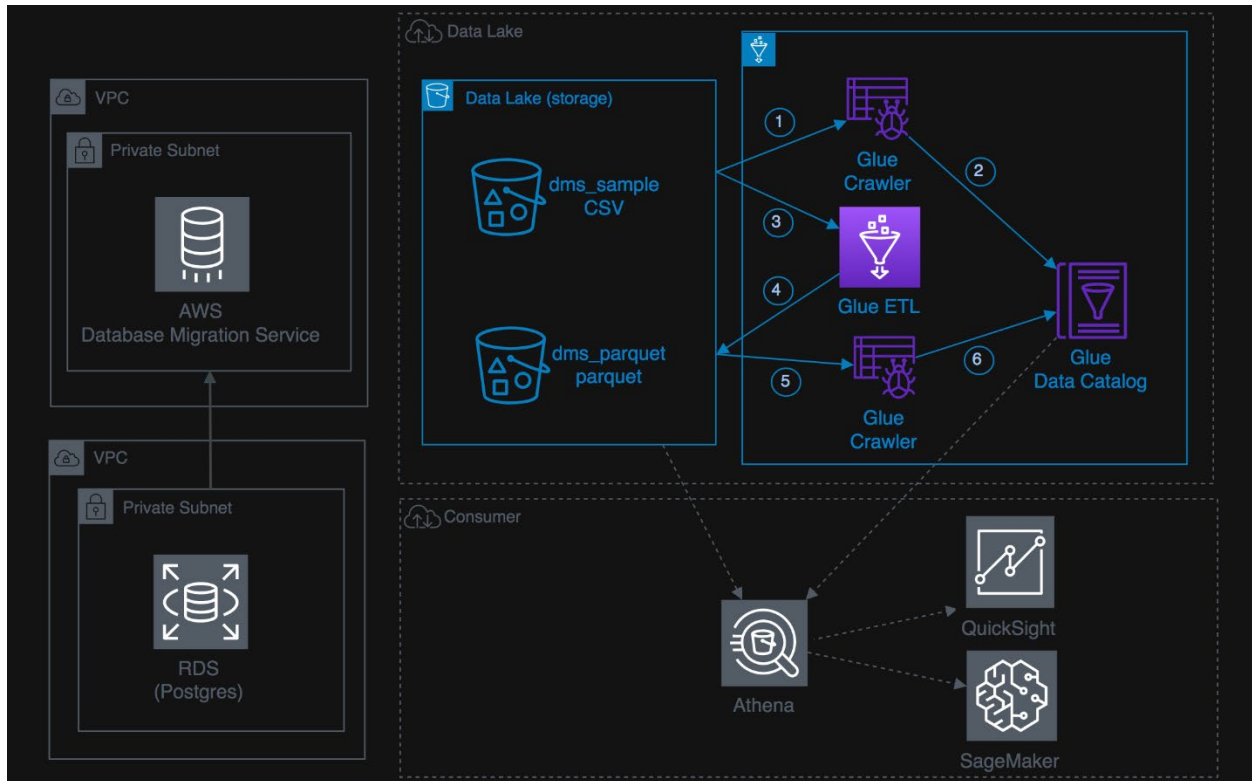 Data Lake
VPC
Private Subnet
AWS
Database Migration Service
Data Lake (storage)
dms_sample
CSV
dms_parquet
parquet
1
2
3
4
5
6
Glue
Crawler
Glue ETL
Glue
Crawler
Glue
Data Catalog
VPC
Private Subnet
RDS
(Postgres)
Consumer
Athena
QuickSight
SageMaker